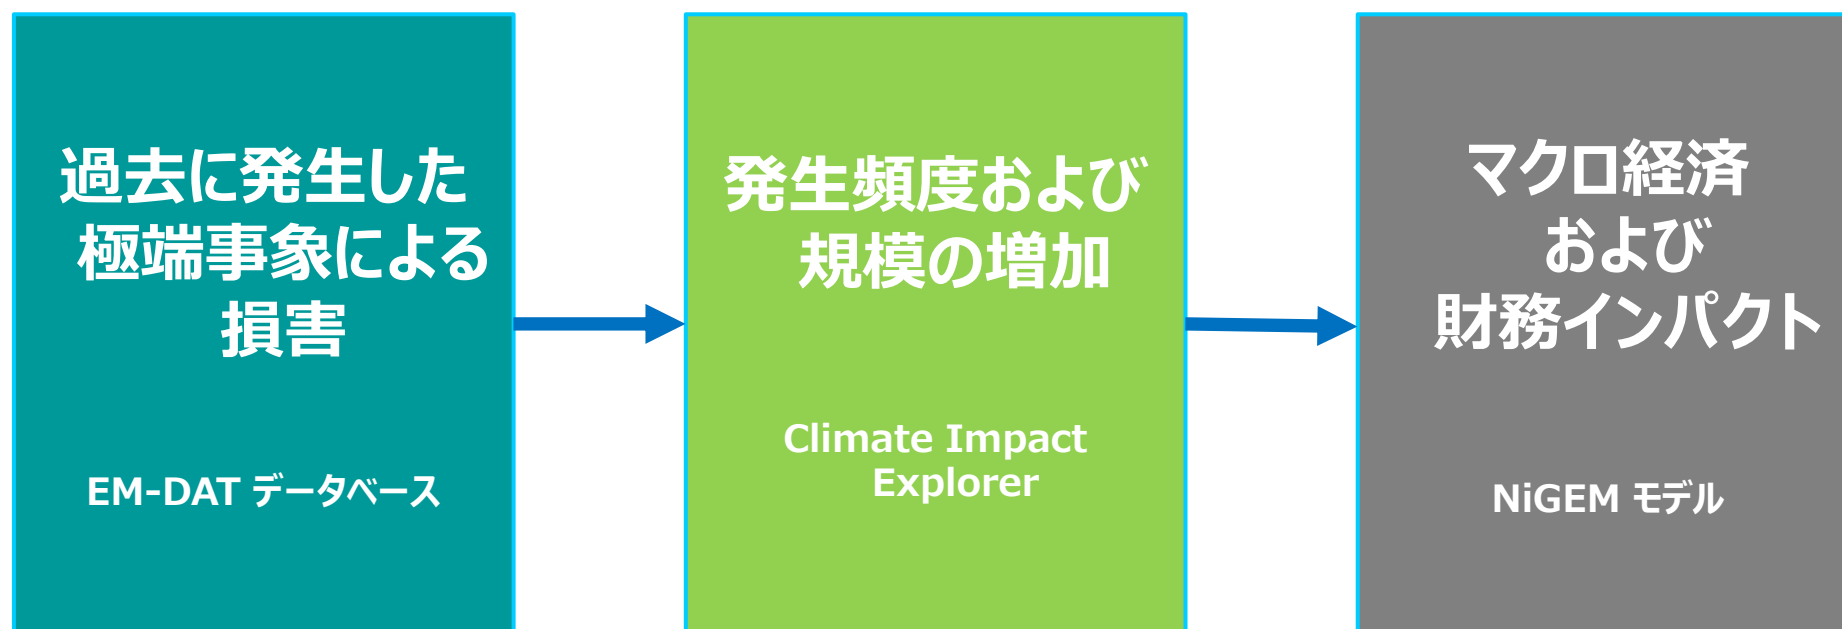 過去に発生した
極端事象による
損害
EM-DAT データベース
発生頻度および
規模の増加
Climate Impact
Explorer
マクロ経済
および
財務インパクト
NiGEM モデル